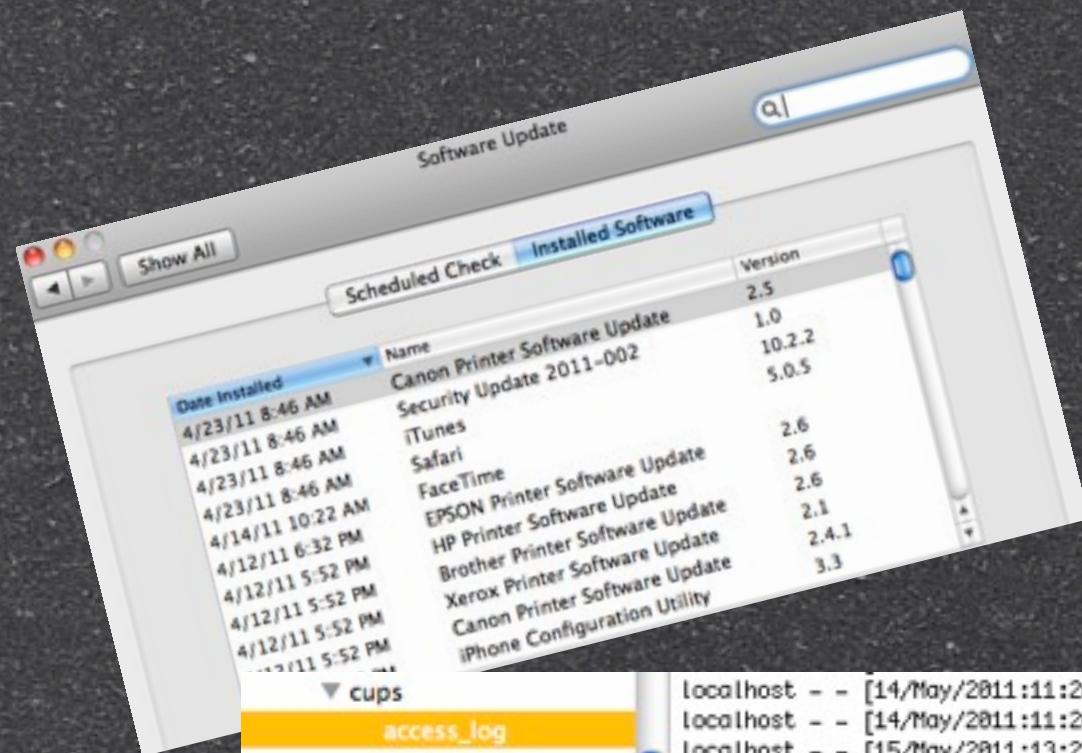 Software Update
Show All
Scheduled Check Installed Software
Date Installed Name Version
4/23/11 8:46 AM Canon Printer Software Update 2.5
4/23/11 8:46 AM Security Update 2011-002 1.0
4/23/11 8:46 AM iTunes 10.2.2
4/23/11 8:46 AM Safari 5.0.5
4/14/11 10:22 AM FaceTime
4/12/11 6:32 PM EPSON Printer Software Update 2.6
4/12/11 5:52 PM HP Printer Software Update 2.6
4/12/11 5:52 PM Brother Printer Software Update 2.6
4/12/11 5:52 PM Xerox Printer Software Update 2.1
5:52 PM Canon Printer Software Update 2.4.1
iPhone Configuration Utility 3.3
cups
access_log
localhost - - [14/May/2011:11:2
localhost - - [14/May/2011:11:2
localhost - - [15/May/2011:13:2